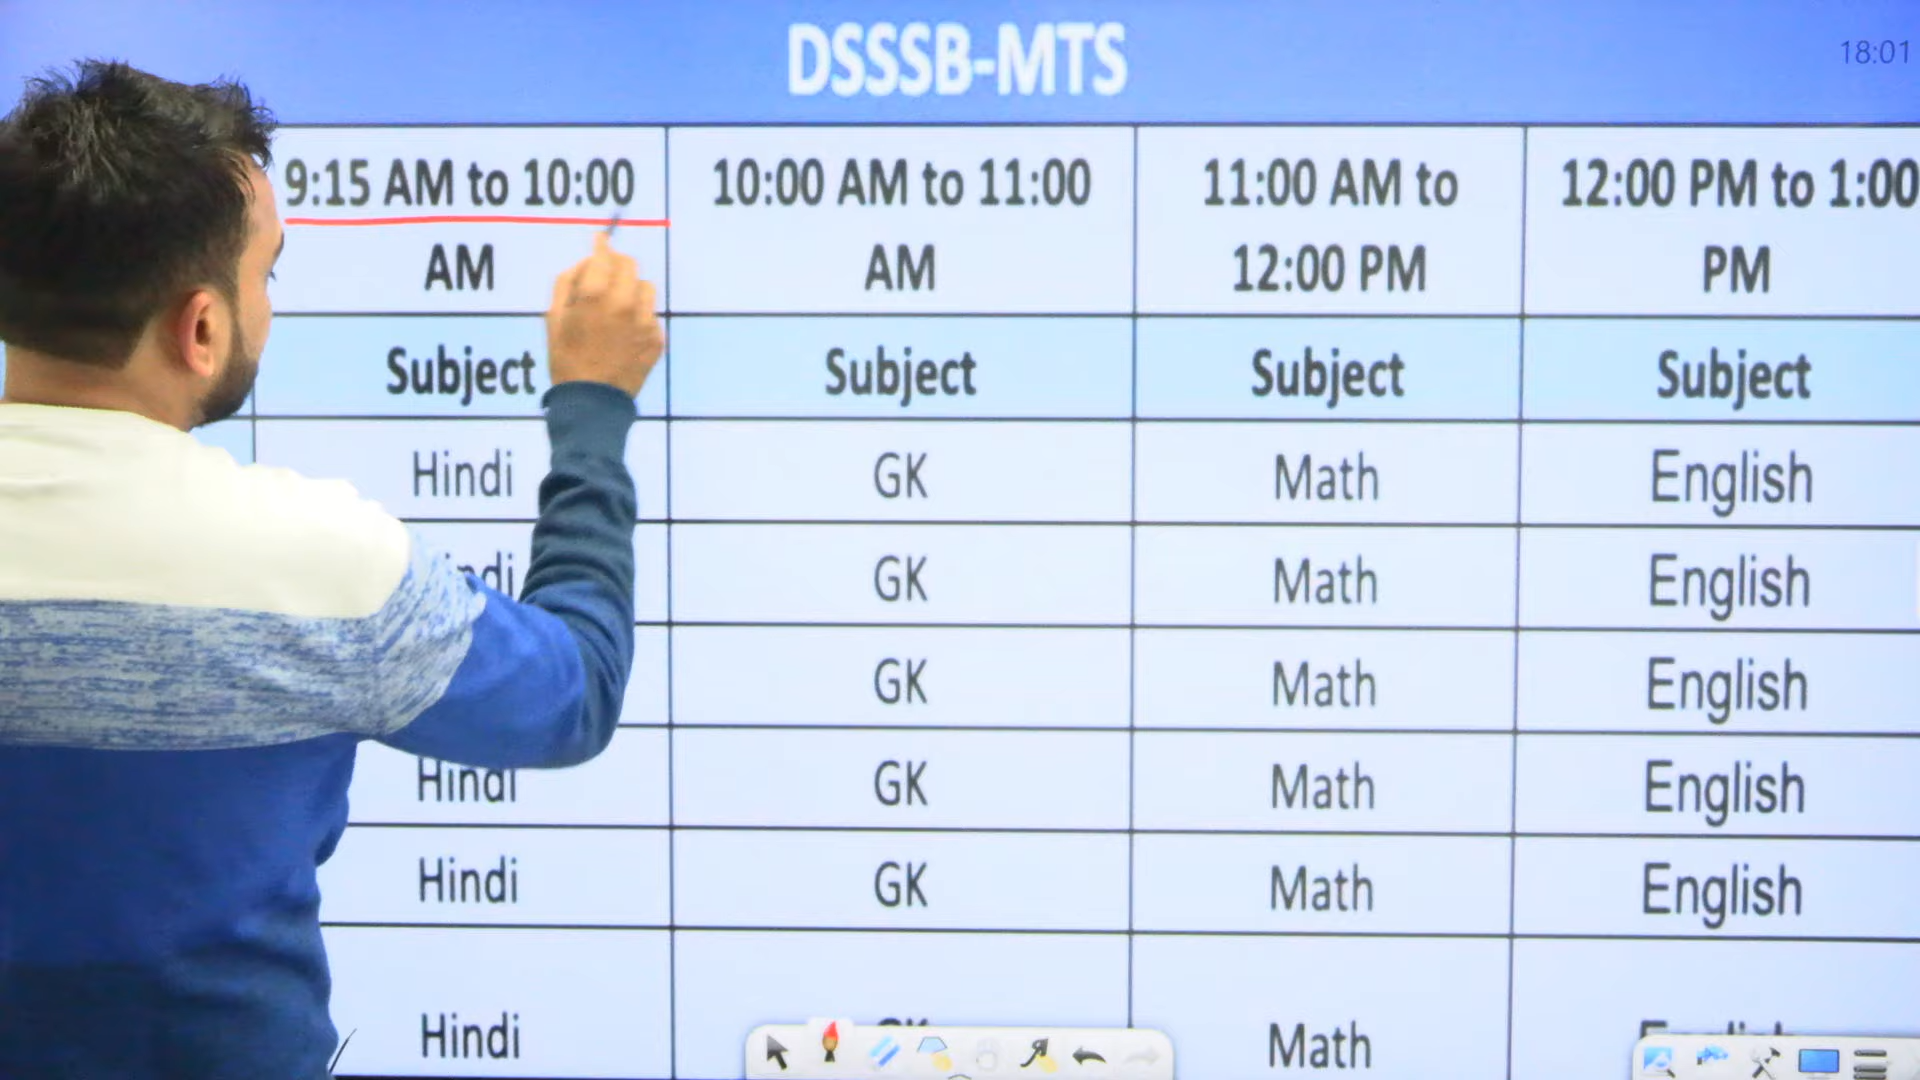 DSSSB-MTS
18:01
9:15 AM to 10:00 AM
10:00 AM to 11:00 AM
11:00 AM to 12:00 PM
12:00 PM to 1:00 PM
Subject Subject Subject Subject
Hindi GK Math English
GK Math English
GK Math English
Hindi GK Math English
Hindi GK Math English
Hindi Math